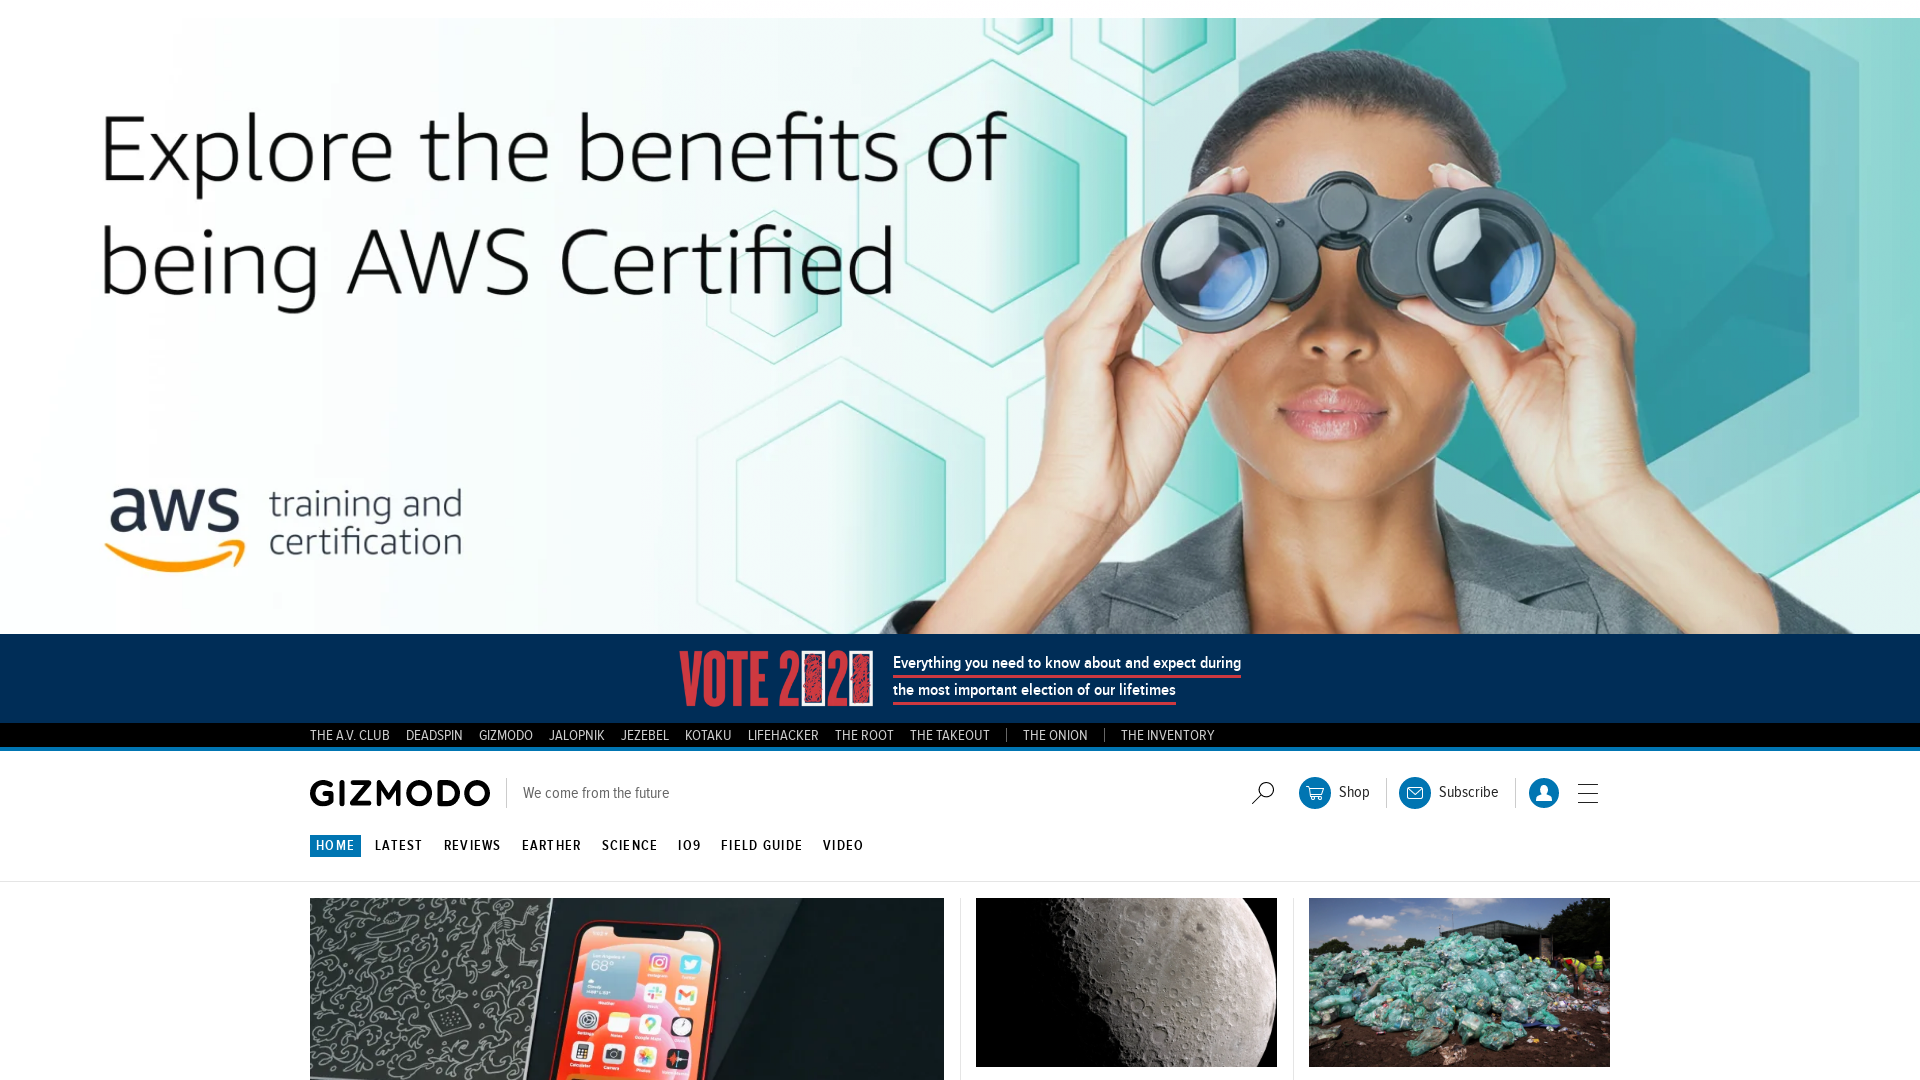 Explore the benefits of
being AWS Certified
aws training and
certification
VOTE 2020
Everything you need to know about and expect during
the most important election of our lifetimes
THE A.V. CLUB DEADSPIN GIZMODO JALOPNIK JEZEBEL KOTAKU LIFEHACKER THE ROOT THE TAKEOUT THE ONION THE INVENTORY
GIZMODO We come from the future Shop Subscribe
HOME LATEST REVIEWS EARTHER SCIENCE IO9 FIELD GUIDE VIDEO
68°